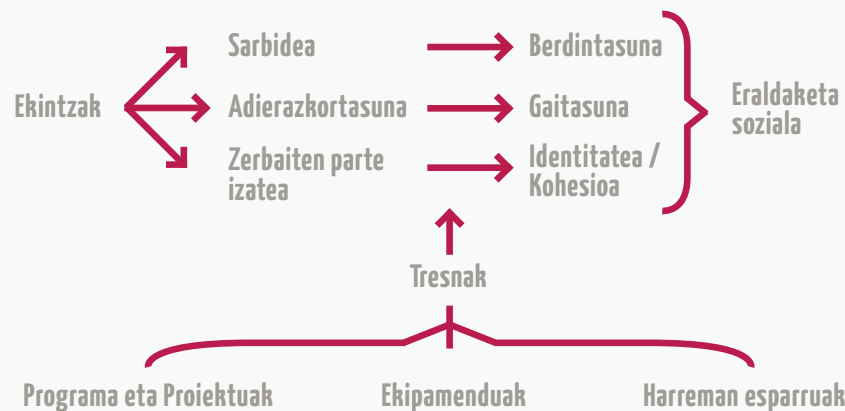 Sarbidea
Berdintasuna
Ekintzak
Adierazkortasuna
Gaitasuna
Eraldaketa
soziala
Zerbaiten parte
izatea
Identitatea /
Kohesioa
Tresnak
Programa eta Proiektuak
Ekipamenduak
Harreman esparruak